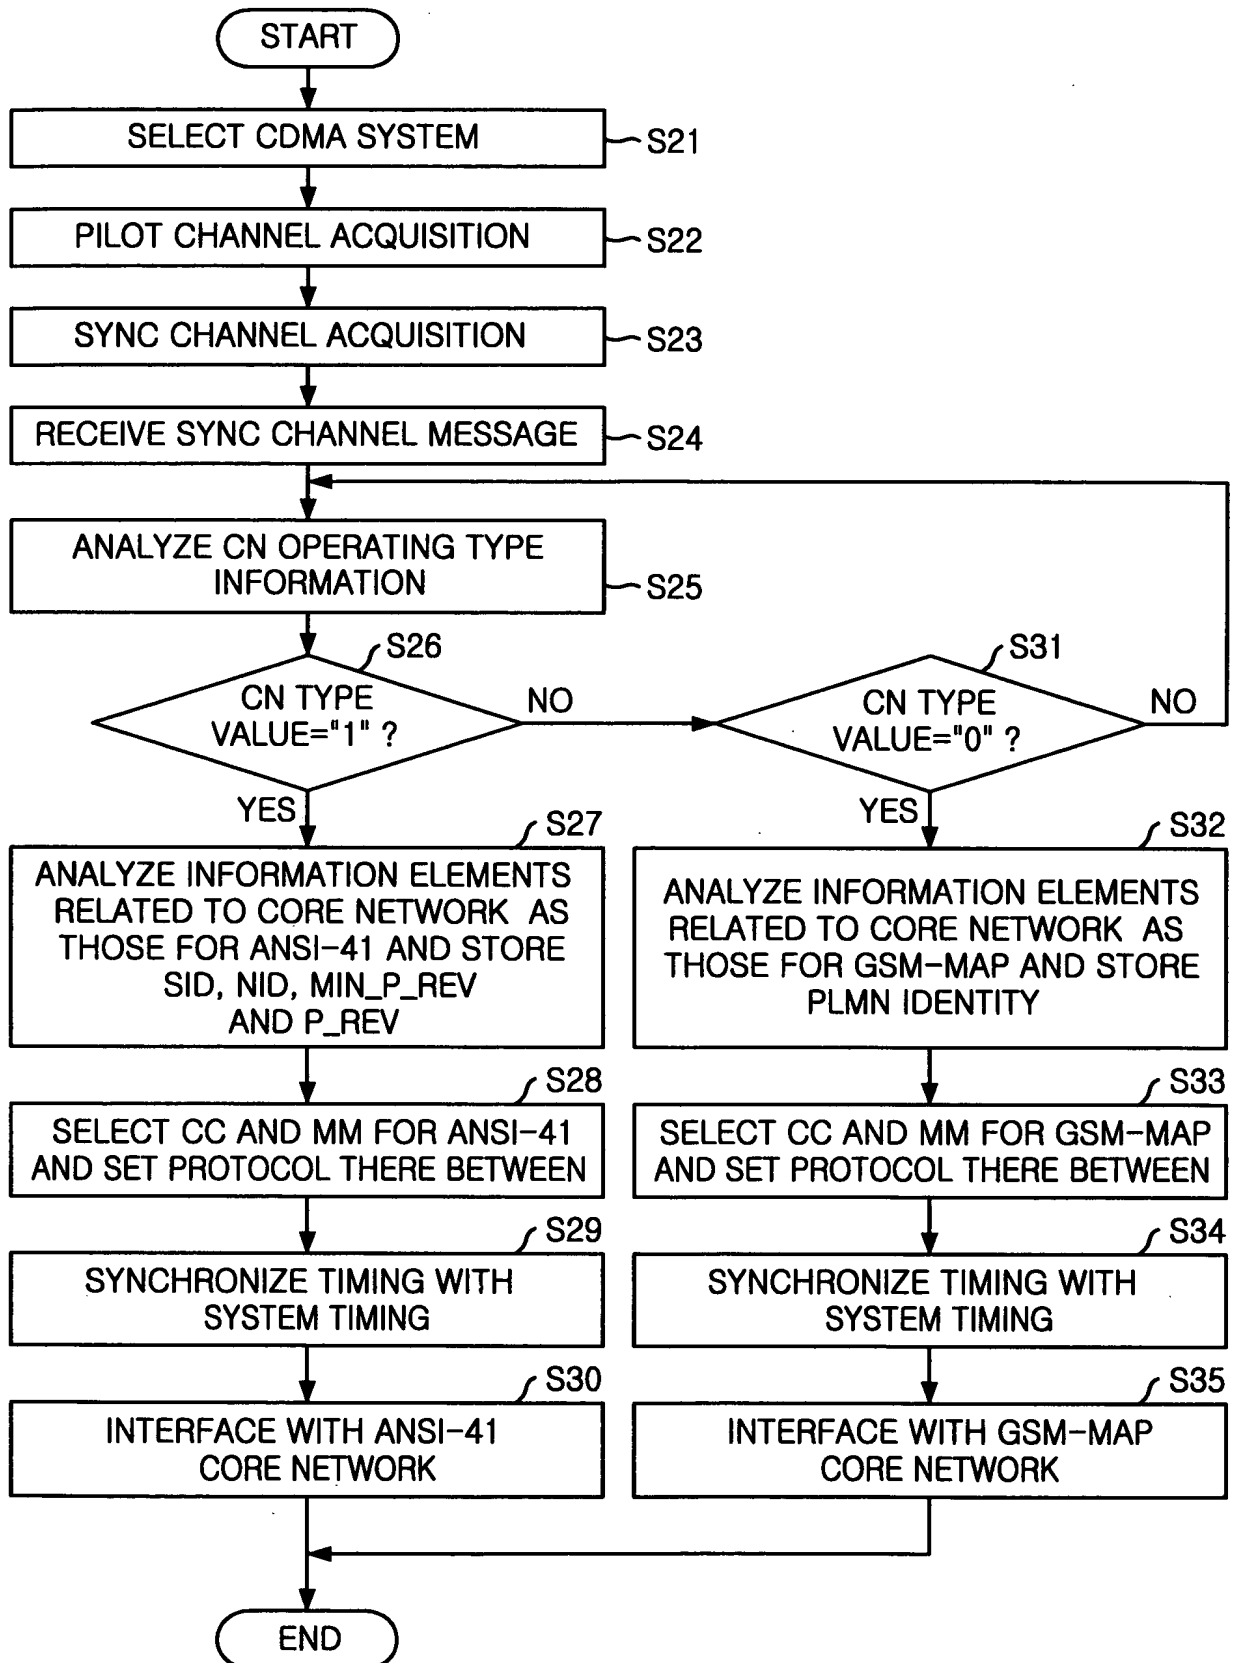 START
SELECT CDMA SYSTEM
S21
PILOT CHANNEL ACQUISITION
S22
SYNC CHANNEL ACQUISITION
S23
RECEIVE SYNC CHANNEL MESSAGE
S24
ANALYZE CN OPERATING TYPE
INFORMATION
S25
S26
CN TYPE
VALUE="1" ?
NO
YES
S31
CN TYPE
VALUE="0" ?
NO
YES
S27
ANALYZE INFORMATION ELEMENTS
RELATED TO CORE NETWORK AS
THOSE FOR ANSI-41 AND STORE
SID, NID, MIN_P_REV
AND P_REV
S32
ANALYZE INFORMATION ELEMENTS
RELATED TO CORE NETWORK AS
THOSE FOR GSM-MAP AND STORE
PLMN IDENTITY
S28
SELECT CC AND MM FOR ANSI-41
AND SET PROTOCOL THERE BETWEEN
S33
SELECT CC AND MM FOR GSM-MAP
AND SET PROTOCOL THERE BETWEEN
S29
SYNCHRONIZE TIMING WITH
SYSTEM TIMING
S34
SYNCHRONIZE TIMING WITH
SYSTEM TIMING
S30
INTERFACE WITH ANSI-41
CORE NETWORK
S35
INTERFACE WITH GSM-MAP
CORE NETWORK
END